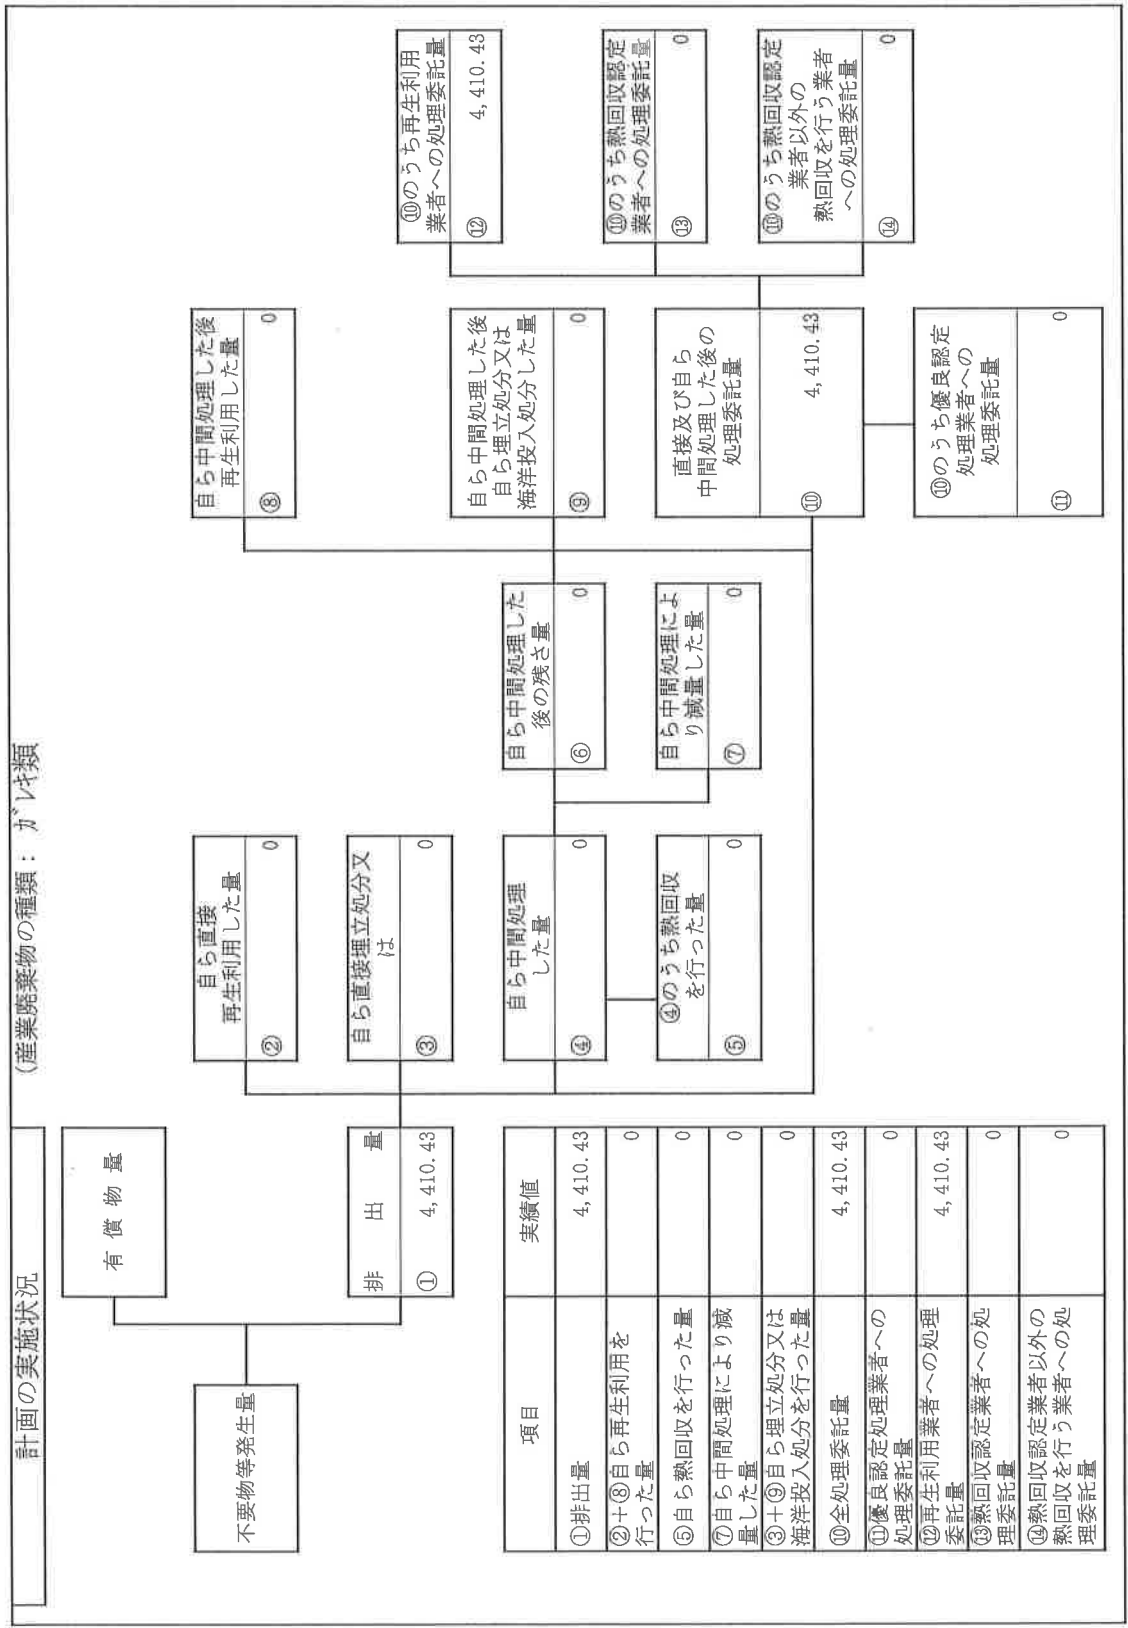 計画の実施状況
(産業廃棄物の種類： ガレキ類
有償物量
不要物等発生量
排出量
① 4,410.43
自ら直接
再生利用した量
② 0
自ら直接埋立処分又
は
③ 0
自ら中間処理
した量
④ 0
④のうち熱回収
を行った量
⑤ 0
自ら中間処理した
後の残さ量
⑥ 0
自ら中間処理によ
り減量した量
⑦ 0
自ら中間処理した後
再生利用した量
⑧ 0
自ら中間処理した後
自ら埋立処分又は
海洋投入処分した量
⑨ 0
直接及び自ら
中間処理した後の
処理委託量
⑩ 4,410.43
⑩のうち優良認定
処理業者への
処理委託量
⑪ 0
⑩のうち再生利用
業者への処理委託量
⑫ 4,410.43
⑩のうち熱回収認定
業者への処理委託量
⑬ 0
⑩のうち熱回収認定
業者以外の
熱回収を行う業者
への処理委託量
⑭ 0
項目 実績値
①排出量 4,410.43
②＋⑧自ら再生利用を
行った量 0
⑤自ら熱回収を行った量 0
⑦自ら中間処理により減
量した量 0
③＋⑨自ら埋立処分又は
海洋投入処分を行った量 0
⑩全処理委託量 4,410.43
⑪優良認定処理業者への
処理委託量 0
⑫再生利用業者への処理
委託量 4,410.43
⑬熱回収認定業者への処
理委託量 0
⑭熱回収認定業者以外の
熱回収を行う業者への処
理委託量 0